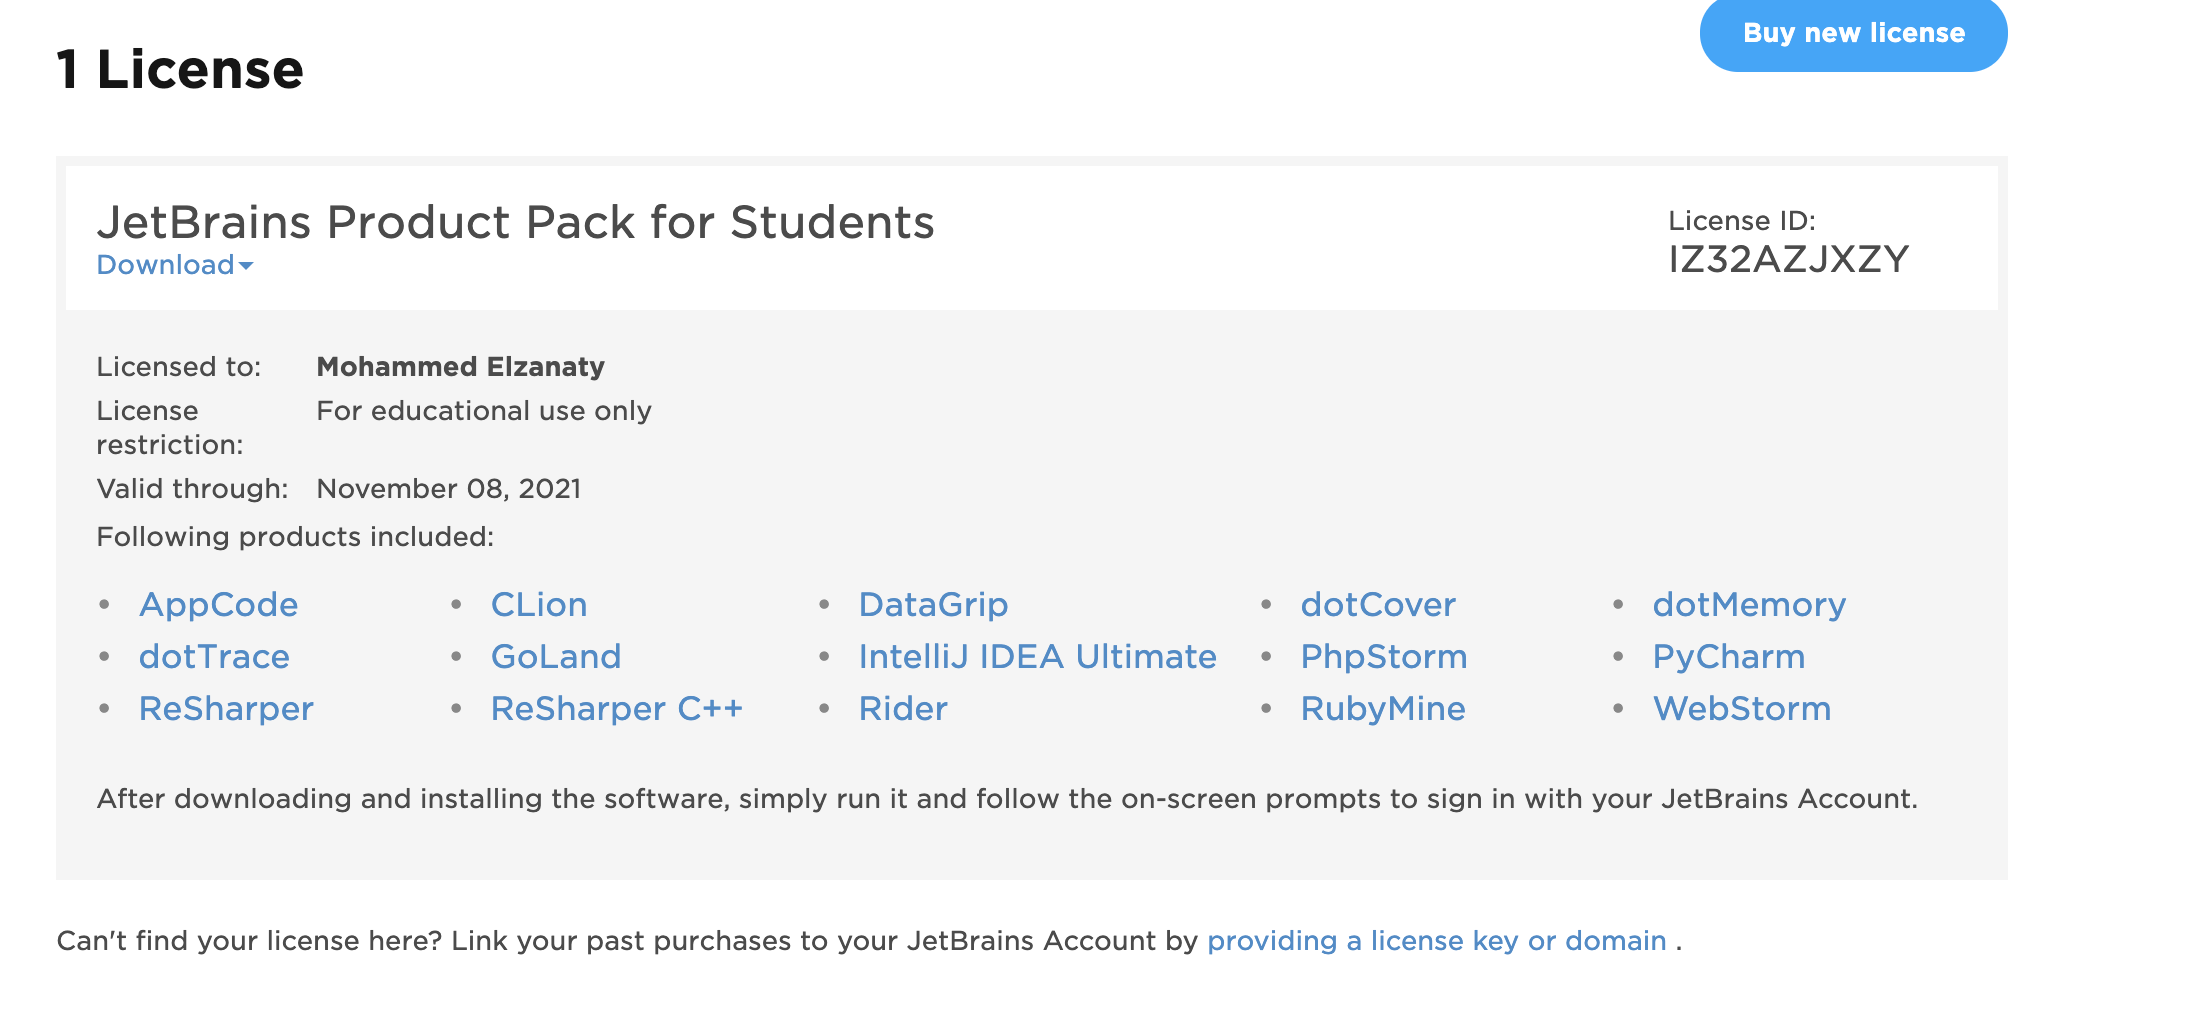 Buy new license
1 License
JetBrains Product Pack for Students
Download
License ID:
IZ32AZJXZY
Licensed to: Mohammed Elzanaty
License restriction: For educational use only
Valid through: November 08, 2021
Following products included:
• AppCode • CLion • DataGrip • dotCover • dotMemory
• dotTrace • GoLand • IntelliJ IDEA Ultimate • PhpStorm • PyCharm
• ReSharper • ReSharper C++ • Rider • RubyMine • WebStorm
After downloading and installing the software, simply run it and follow the on-screen prompts to sign in with your JetBrains Account.
Can't find your license here? Link your past purchases to your JetBrains Account by providing a license key or domain .